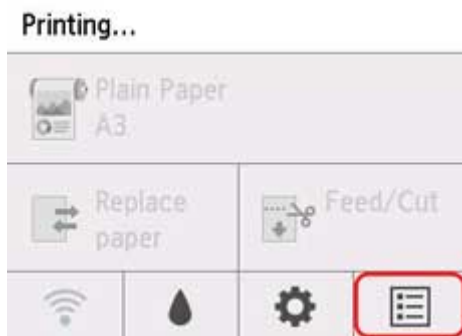 Printing...
Plain Paper
A3
Replace
paper
Feed/Cut